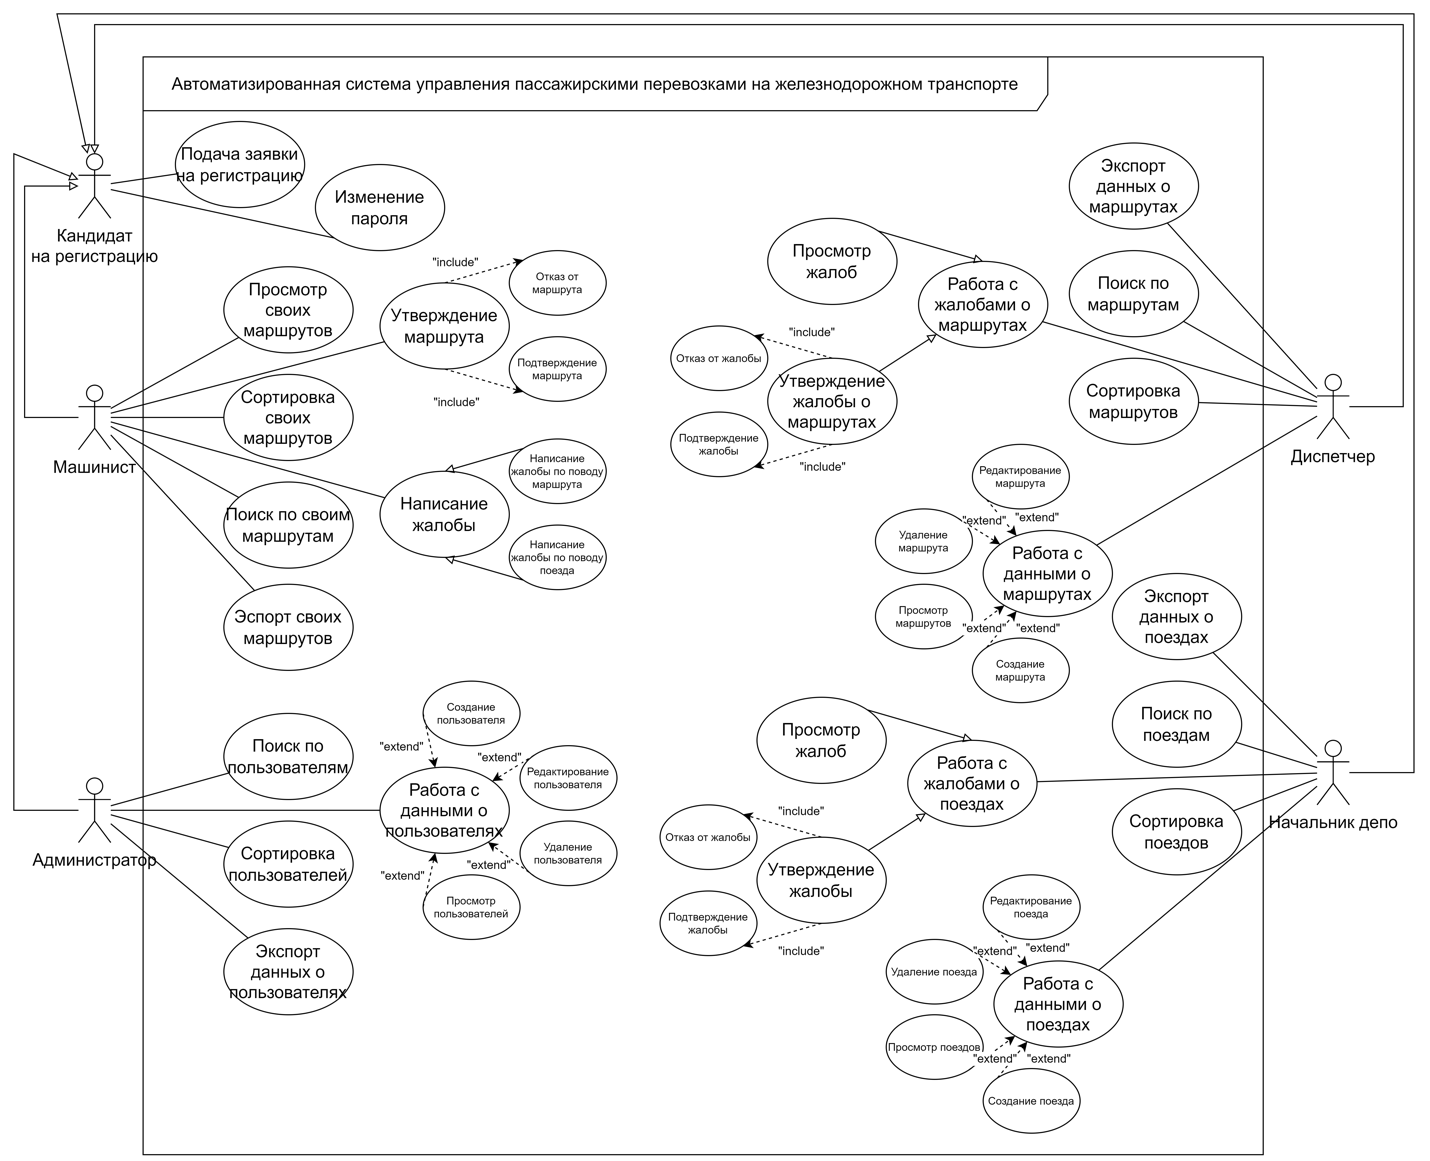 Автоматизированная система управления пассажирскими перевозками на железнодорожном транспорте
Кандидат
на регистрацию
Подача заявки
на регистрацию
Изменение
пароля
Просмотр
своих
маршрутов
Утверждение
маршрута
"include"
Отказ от
маршрута
Подтверждение
маршрута
"include"
Машинист
Сортировка
своих
маршрутов
Написание
жалобы
Написание
жалобы по поводу
маршрута
Написание
жалобы по поводу
поезда
Поиск по своим
маршрутам
Эспорт своих
маршрутов
Администратор
Поиск по
пользователям
Сортировка
пользователей
Экспорт
данных о
пользователях
Работа с
данными о
пользователях
Создание
пользователя
"extend"
"extend"
Редактирование
пользователя
Удаление
пользователя
"extend"
"extend"
Просмотр
пользователей
Экспорт
данных о
маршрутах
Поиск по
маршрутам
Сортировка
маршрутов
Диспетчер
Просмотр
жалоб
Работа с
жалобами о
маршрутах
"include"
Отказ от жалобы
Утверждение
жалобы о
маршрутах
Подтверждение
жалобы
"include"
Редактирование
маршрута
"extend"
"extend"
Удаление
маршрута
Работа с
данными о
маршрутах
Просмотр
маршрутов
"extend"
"extend"
Создание
маршрута
Экспорт
данных о
поездах
Поиск по
поездам
Сортировка
поездов
Начальник депо
Просмотр
жалоб
Работа с
жалобами о
поездах
"include"
Отказ от жалобы
Утверждение
жалобы
Подтверждение
жалобы
"include"
Редактирование
поезда
"extend"
"extend"
Удаление поезда
Работа с
данными о
поездах
Просмотр поездов
"extend"
"extend"
Создание поезда